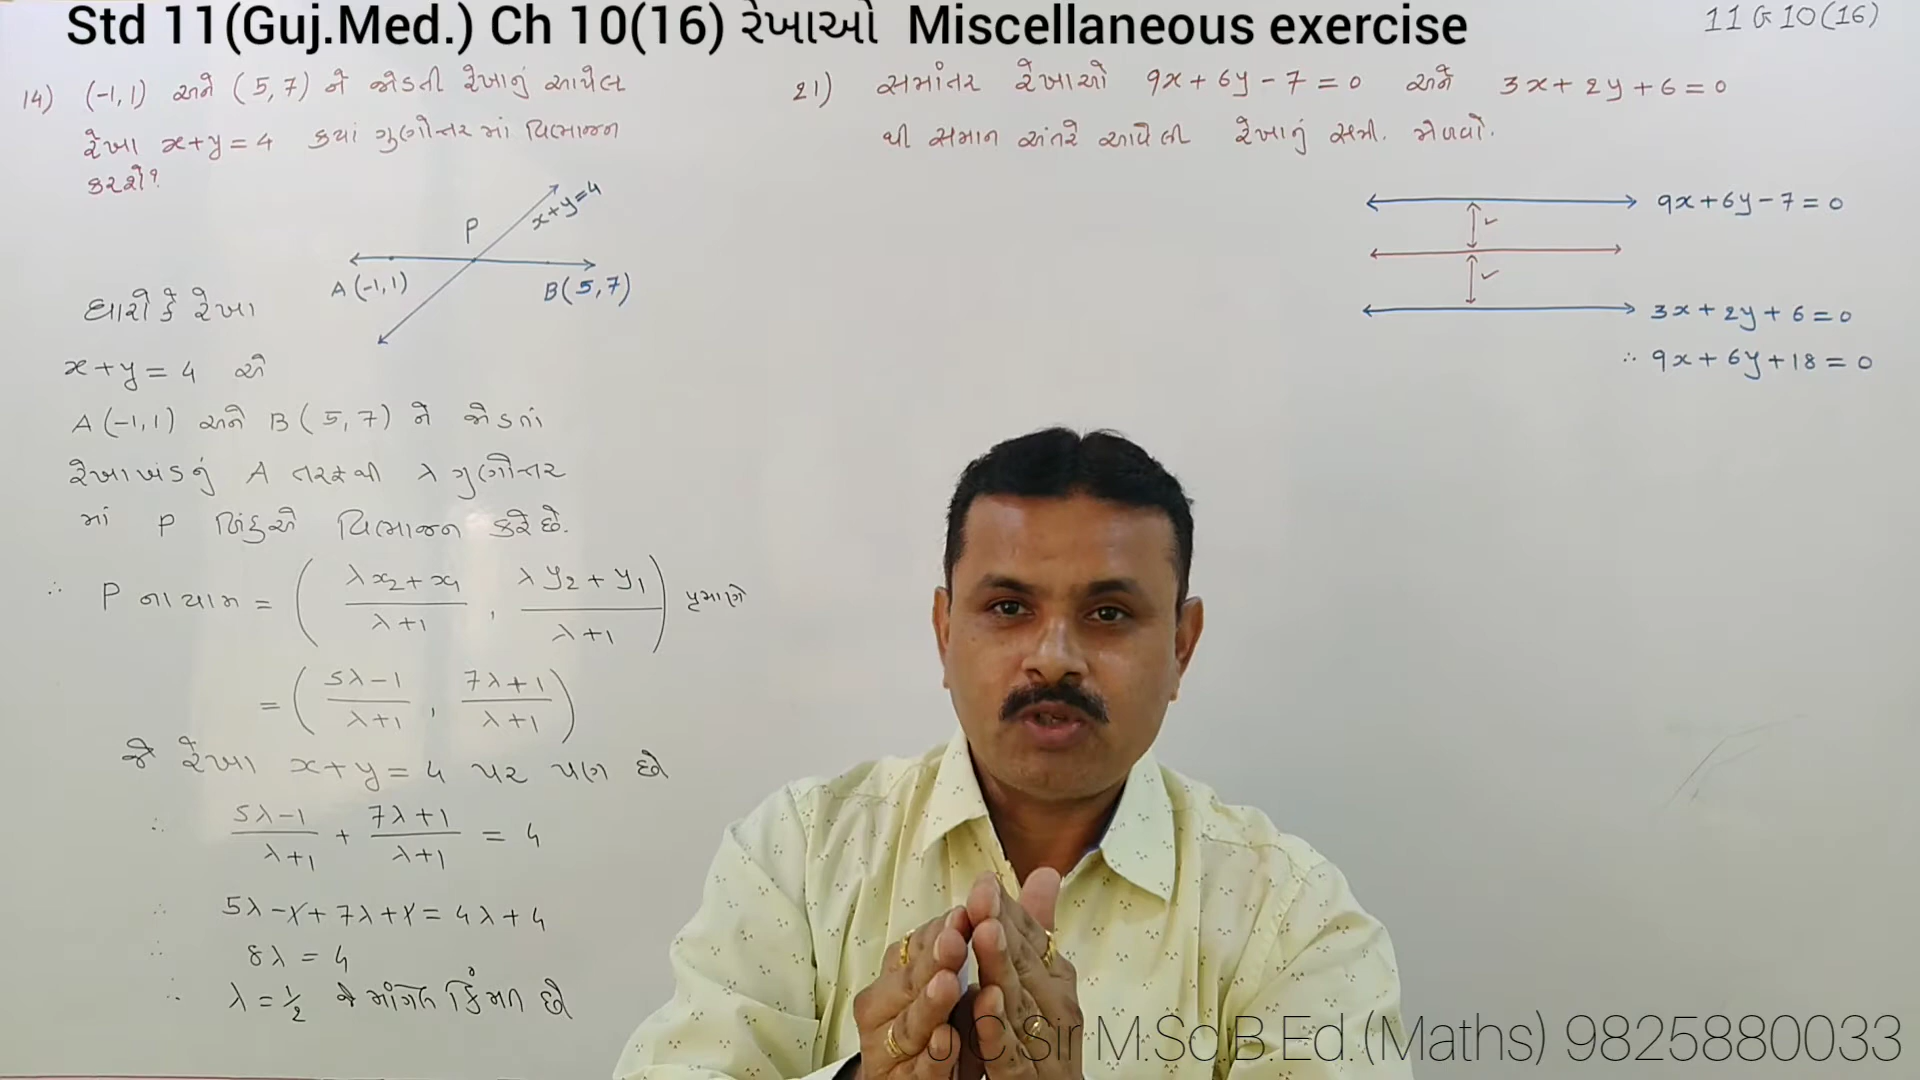 Std 11(Guj.Med.) Ch 10(16) રેખાઓ Miscellaneous exercise
11 G 10(16)
14) (-1,1) અને (5,7) ને જોડતી રેખાનું આપેલ
રેખા x+y=4 કયાં ગુણોત્તર માં વિભાજન
કરશે?
P
x+y=4
A(-1,1)
B(5,7)
ધારો કે રેખા
x+y=4 એ
A(-1,1) અને B(5,7) ને જોડતાં
રેખાખંડનું A તરફથી λ ગુણોત્તર
માં P બિંદુએ વિભાજન કરે છે.
∴ P ના યામ = ( (λx₂+x₁)/(λ+1) , (λy₂+y₁)/(λ+1) ) પ્રમાણે
= ( (5λ-1)/(λ+1) , (7λ+1)/(λ+1) )
જે રેખા x+y=4 પર પણ છે
∴ (5λ-1)/(λ+1) + (7λ+1)/(λ+1) = 4
∴ 5λ-1+7λ+1=4λ+4
∴ 8λ=4
∴ λ=1/2 જે માંગેલ કિંમત છે
21) સમાંતર રેખાઓ 9x+6y-7=0 અને 3x+2y+6=0
થી સમાન અંતરે આવેલી રેખાનું સમી. મેળવો.
9x+6y-7=0
3x+2y+6=0
∴ 9x+6y+18=0
J.C.Sir M.Sc.B.Ed.(Maths) 9825880033